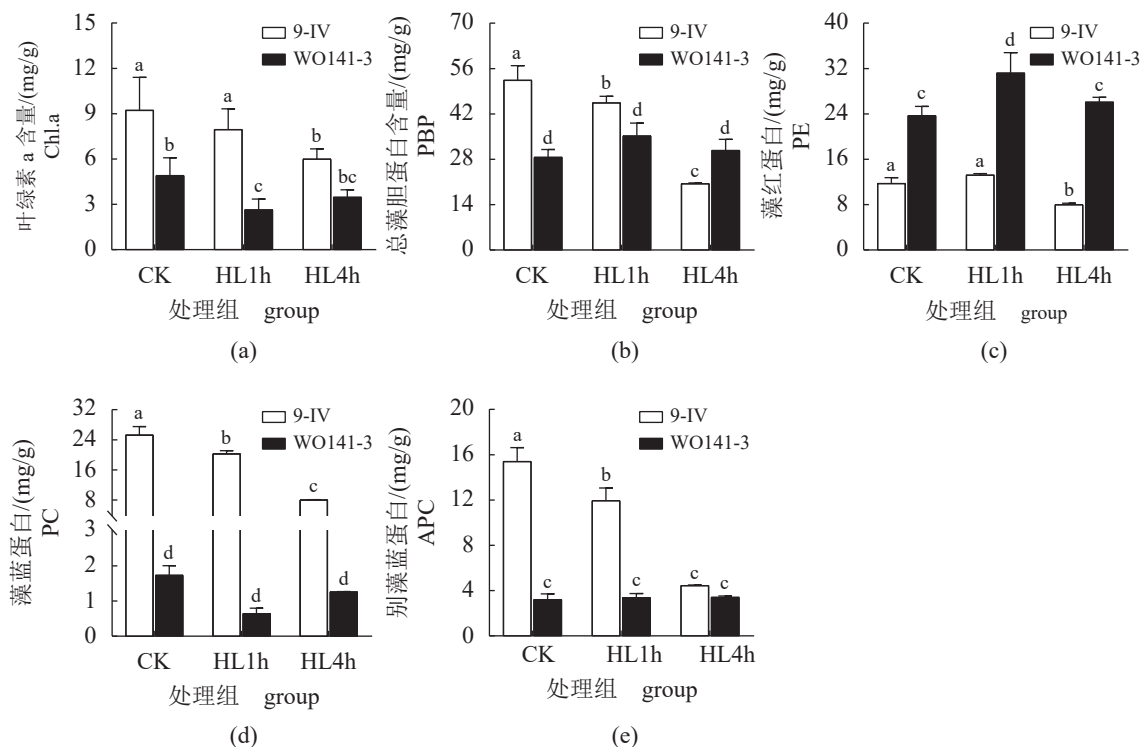 叶绿素 a 含量/(mg/g)
Chl.a
15
12
9
6
3
0
9-IV
WO141-3
a
b
a
c
b
bc
CK
HL1h
HL4h
处理组 group
(a)
总藻胆蛋白含量/(mg/g)
PBP
70
56
42
28
14
0
9-IV
WO141-3
a
d
b
d
c
d
CK
HL1h
HL4h
处理组 group
(b)
藻红蛋白/(mg/g)
PE
40
32
24
16
8
0
9-IV
WO141-3
a
c
a
d
b
c
CK
HL1h
HL4h
处理组 group
(c)
藻蓝蛋白/(mg/g)
PC
32
24
16
8
3
2
1
0
9-IV
WO141-3
a
d
b
d
c
d
CK
HL1h
HL4h
处理组 group
(d)
别藻蓝蛋白/(mg/g)
APC
20
16
12
8
4
0
9-IV
WO141-3
a
c
b
c
c
c
CK
HL1h
HL4h
处理组 group
(e)